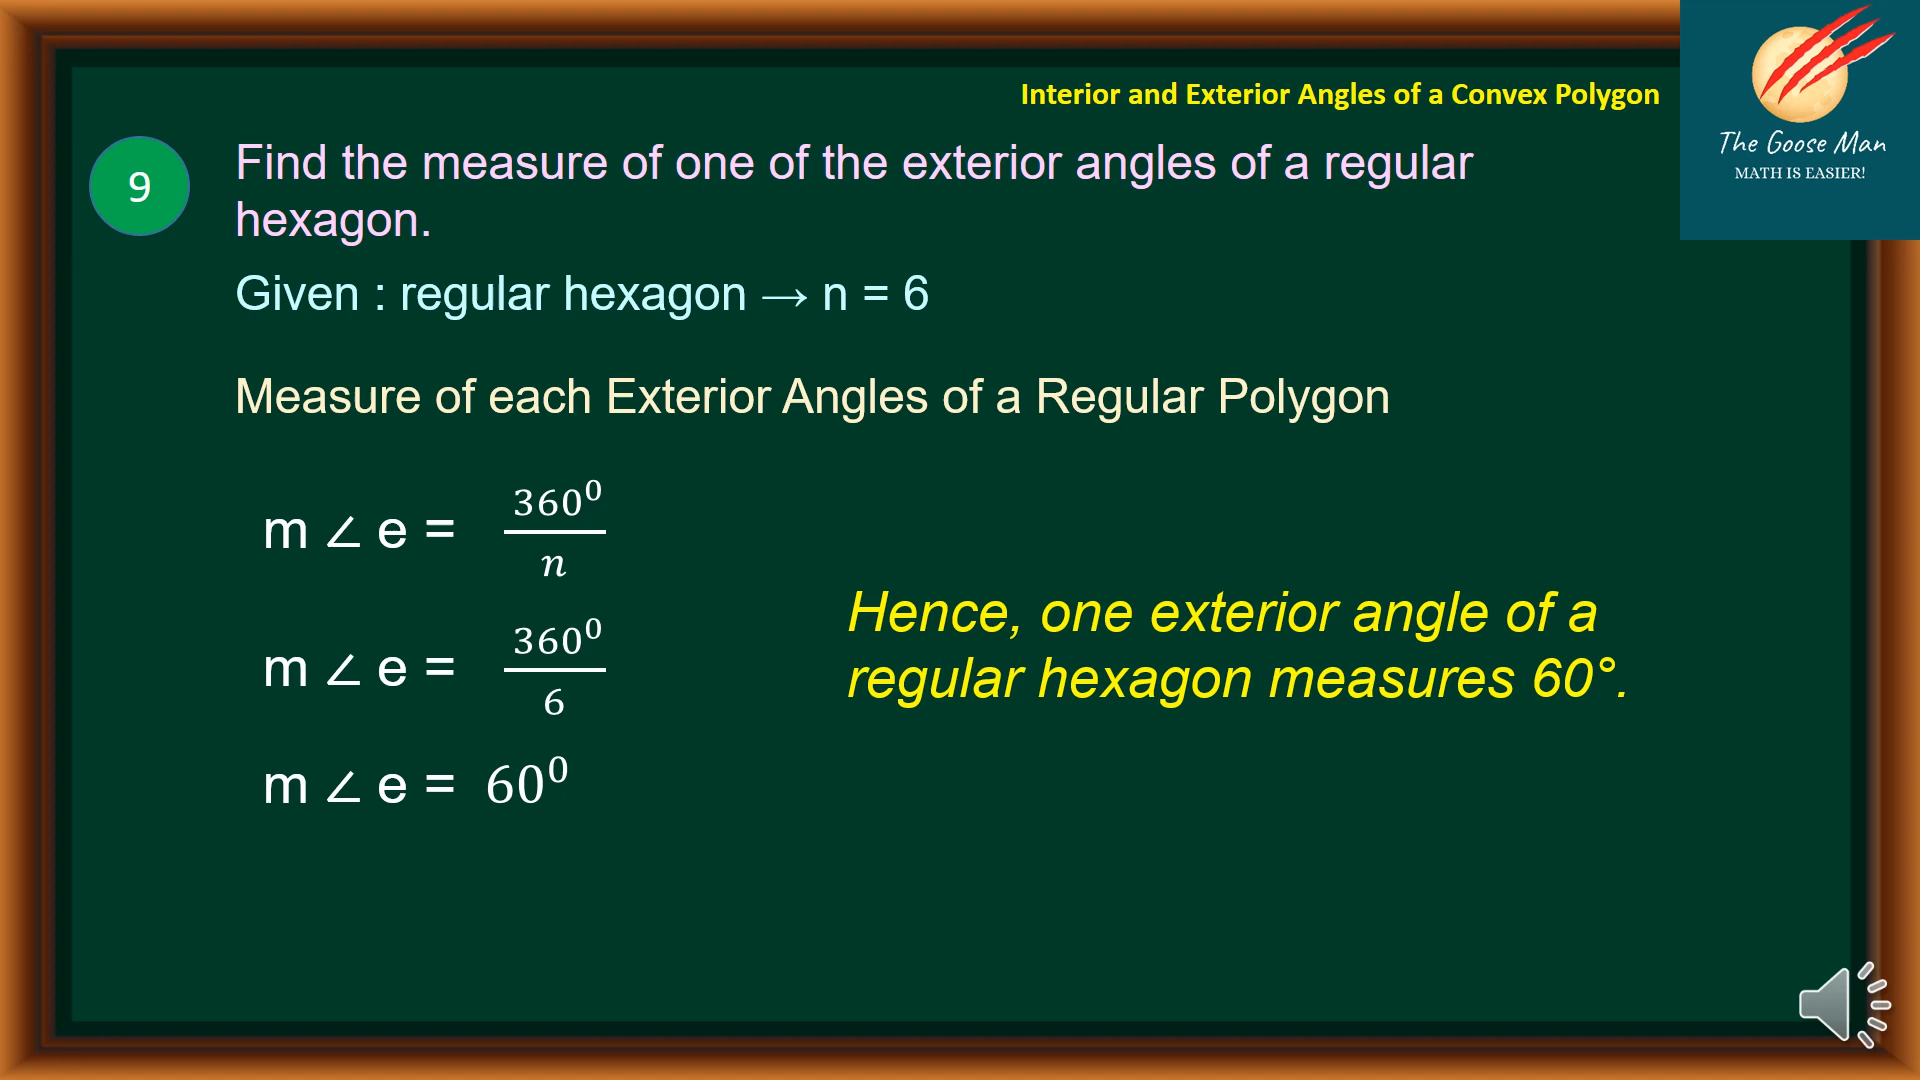 Interior and Exterior Angles of a Convex Polygon
The Goose Man
MATH IS EASIER!
9
Find the measure of one of the exterior angles of a regular
hexagon.
Given : regular hexagon → n = 6
Measure of each Exterior Angles of a Regular Polygon
m ∠ e = 360⁰/n
m ∠ e = 360⁰/6
m ∠ e = 60⁰
Hence, one exterior angle of a
regular hexagon measures 60°.